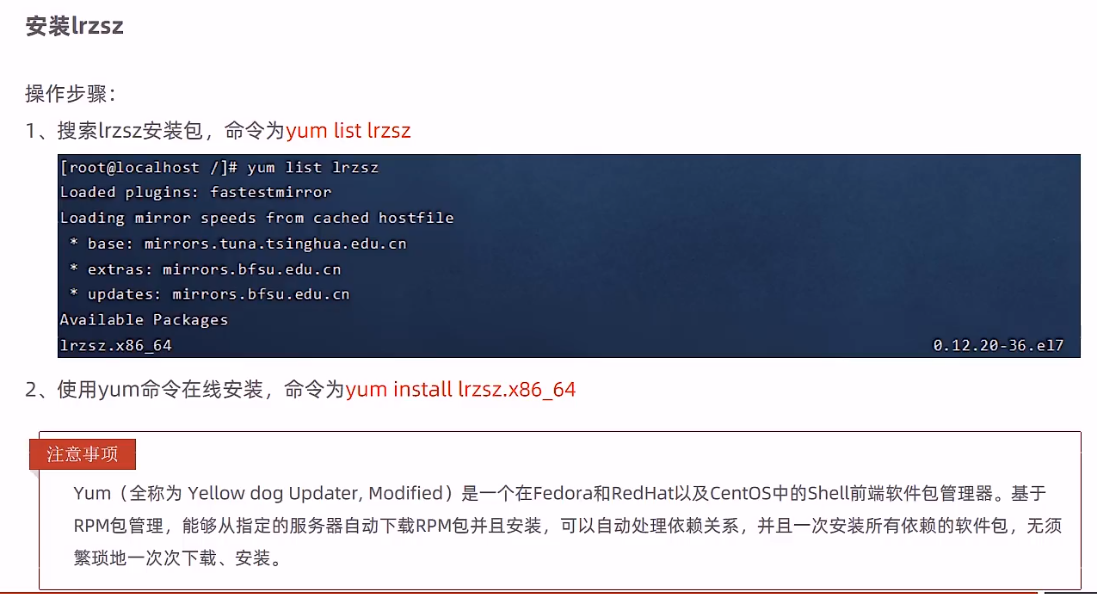 安装lrzsz
操作步骤：
1、搜索lrzsz安装包，命令为yum list lrzsz
[root@localhost /]# yum list lrzsz
Loaded plugins: fastestmirror
Loading mirror speeds from cached hostfile
* base: mirrors.tuna.tsinghua.edu.cn
* extras: mirrors.bfsu.edu.cn
* updates: mirrors.bfsu.edu.cn
Available Packages
lrzsz.x86_64 0.12.20-36.el7
2、使用yum命令在线安装，命令为yum install lrzsz.x86_64
注意事项
Yum（全称为 Yellow dog Updater, Modified）是一个在Fedora和RedHat以及CentOS中的Shell前端软件包管理器。基于
RPM包管理，能够从指定的服务器自动下载RPM包并且安装，可以自动处理依赖关系，并且一次安装所有依赖的软件包，无须
繁琐地一次次下载、安装。